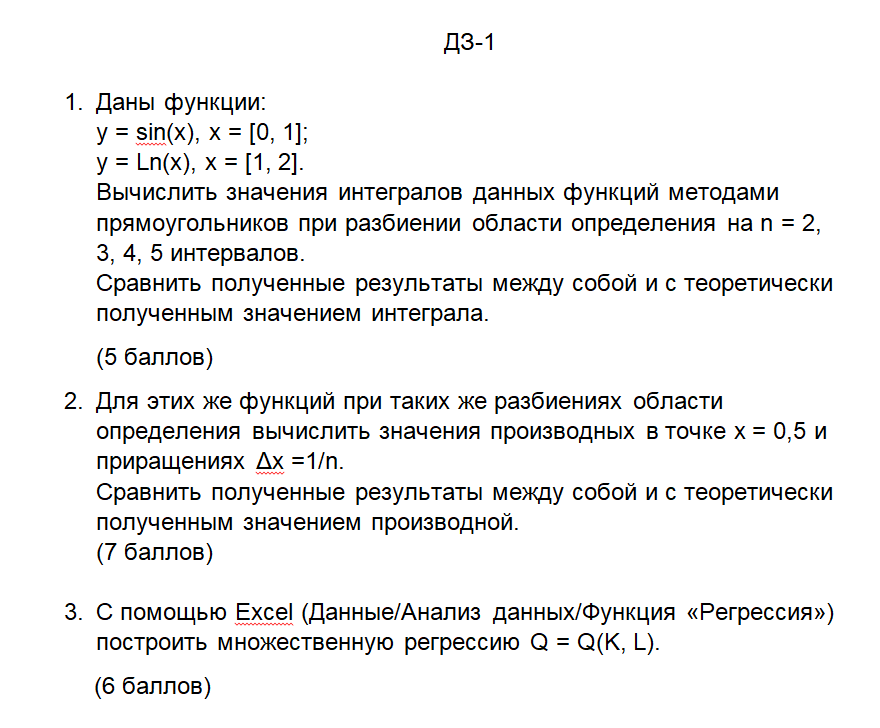 ДЗ-1
1. Даны функции:
y = sin(x), x = [0, 1];
y = Ln(x), x = [1, 2].
Вычислить значения интегралов данных функций методами
прямоугольников при разбиении области определения на n = 2,
3, 4, 5 интервалов.
Сравнить полученные результаты между собой и с теоретически
полученным значением интеграла.
(5 баллов)
2. Для этих же функций при таких же разбиениях области
определения вычислить значения производных в точке x = 0,5 и
приращениях Δx =1/n.
Сравнить полученные результаты между собой и с теоретически
полученным значением производной.
(7 баллов)
3. С помощью Excel (Данные/Анализ данных/Функция «Регрессия»)
построить множественную регрессию Q = Q(K, L).
(6 баллов)